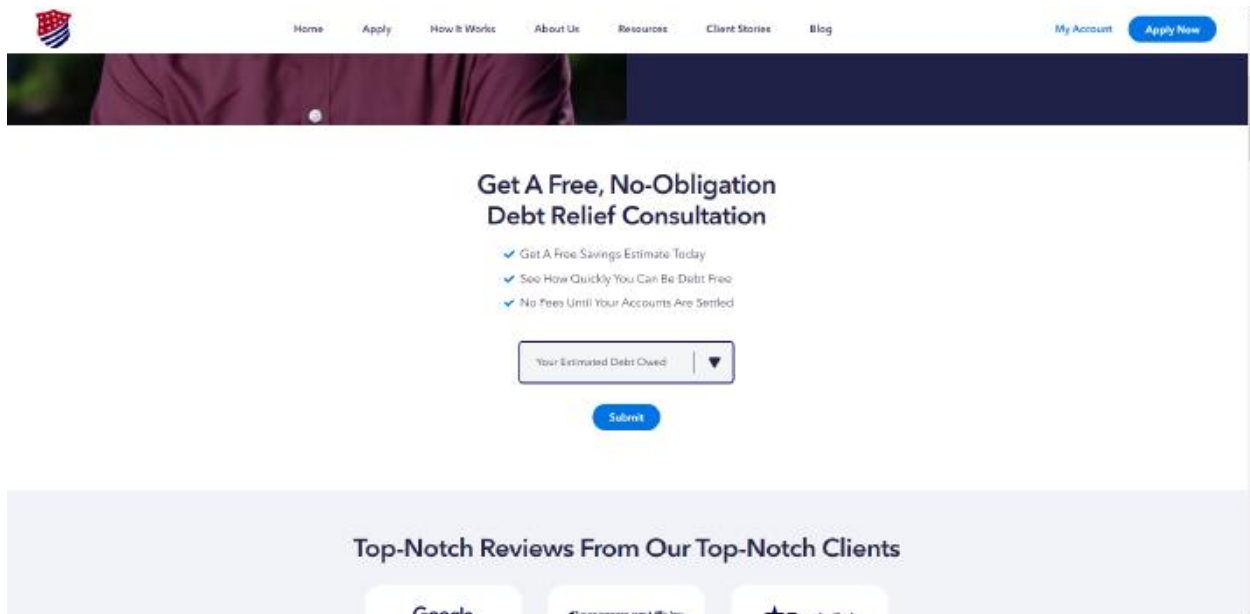 Home Apply How It Works About Us Resources Client Stories Blog My Account Apply Now
Get A Free, No-Obligation
Debt Relief Consultation
Get A Free Savings Estimate Today
See How Quickly You Can Be Debt Free
No Fees Until Your Accounts Are Settled
Your Estimated Debt Owed
Submit
Top-Notch Reviews From Our Top-Notch Clients
Google